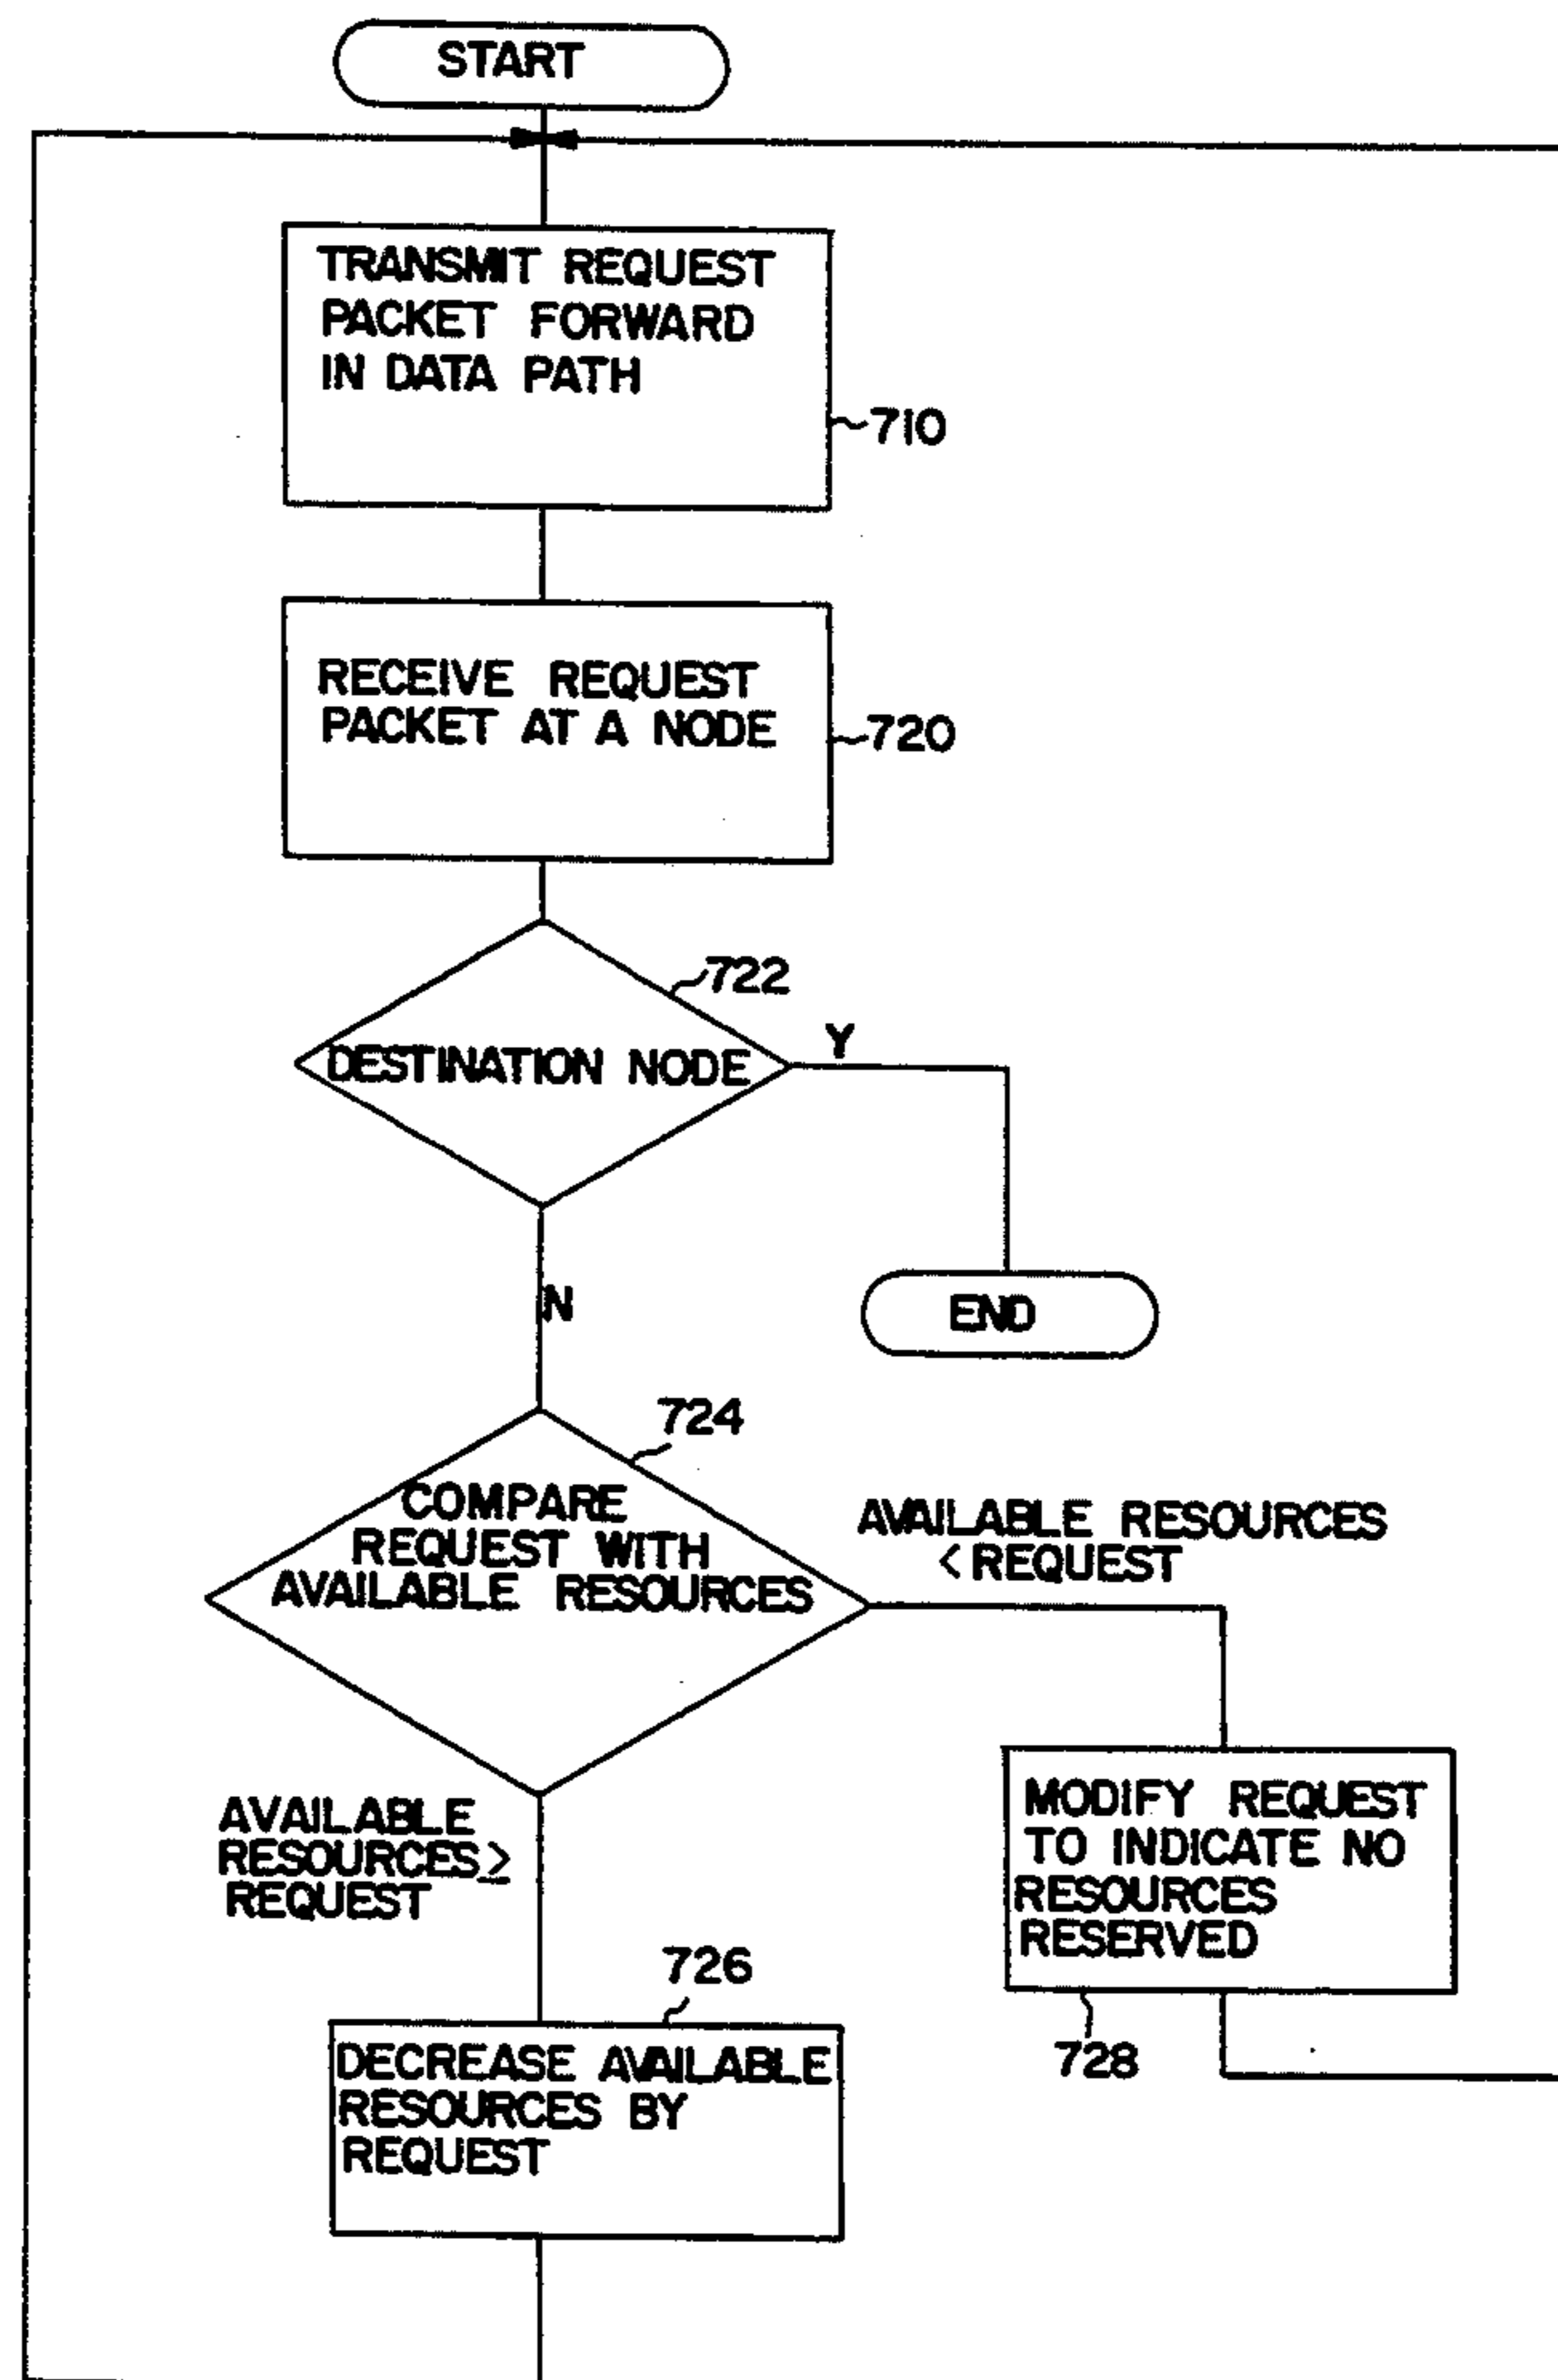 START
TRANSMIT REQUEST
PACKET FORWARD
IN DATA PATH
710
RECEIVE REQUEST
PACKET AT A NODE
720
722
DESTINATION NODE
Y
N
END
724
COMPARE
REQUEST WITH
AVAILABLE RESOURCES
AVAILABLE RESOURCES
< REQUEST
AVAILABLE
RESOURCES ≥
REQUEST
MODIFY REQUEST
TO INDICATE NO
RESOURCES
RESERVED
728
726
DECREASE AVAILABLE
RESOURCES BY
REQUEST